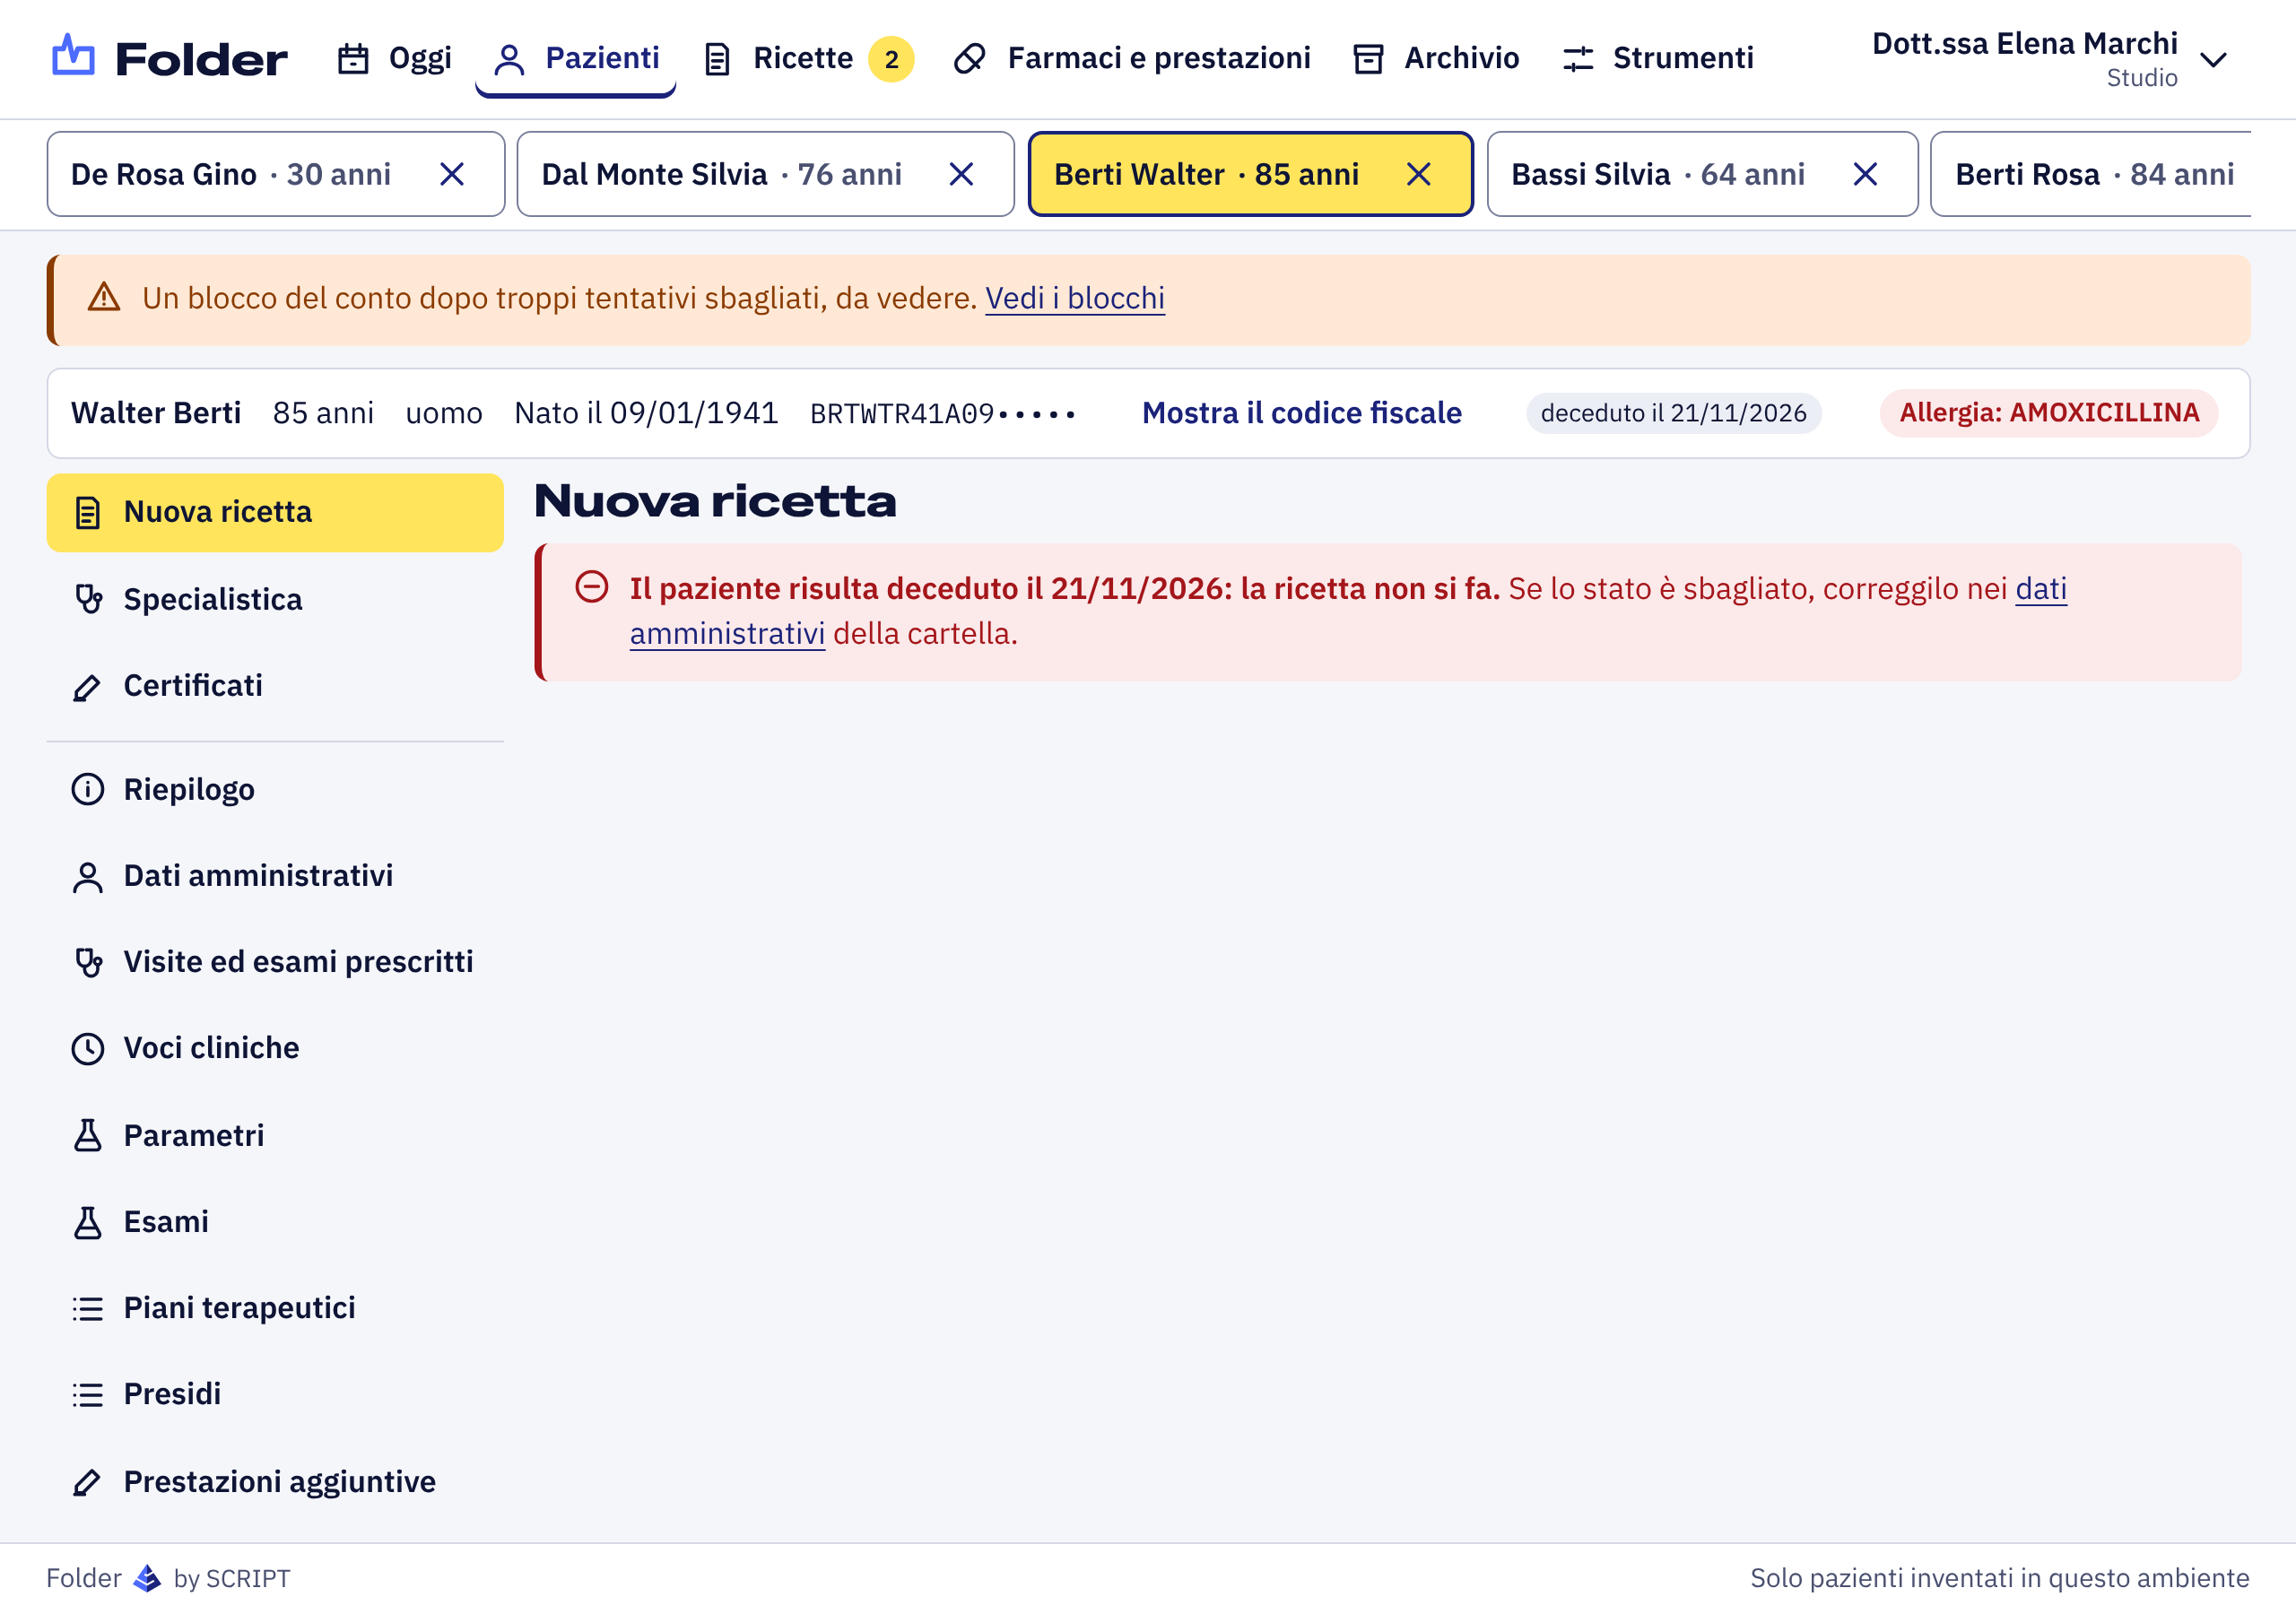 Folder
Oggi
Pazienti
Ricette 2
Farmaci e prestazioni
Archivio
Strumenti
Dott.ssa Elena Marchi
Studio
De Rosa Gino · 30 anni
Dal Monte Silvia · 76 anni
Berti Walter · 85 anni
Bassi Silvia · 64 anni
Berti Rosa · 84 anni
Un blocco del conto dopo troppi tentativi sbagliati, da vedere. Vedi i blocchi
Walter Berti 85 anni uomo Nato il 09/01/1941 BRTWTR41A09••••• Mostra il codice fiscale deceduto il 21/11/2026 Allergia: AMOXICILLINA
Nuova ricetta
Specialistica
Certificati
Riepilogo
Dati amministrativi
Visite ed esami prescritti
Voci cliniche
Parametri
Esami
Piani terapeutici
Presidi
Prestazioni aggiuntive
Nuova ricetta
Il paziente risulta deceduto il 21/11/2026: la ricetta non si fa. Se lo stato è sbagliato, correggilo nei dati
amministrativi della cartella.
Folder by SCRIPT
Solo pazienti inventati in questo ambiente